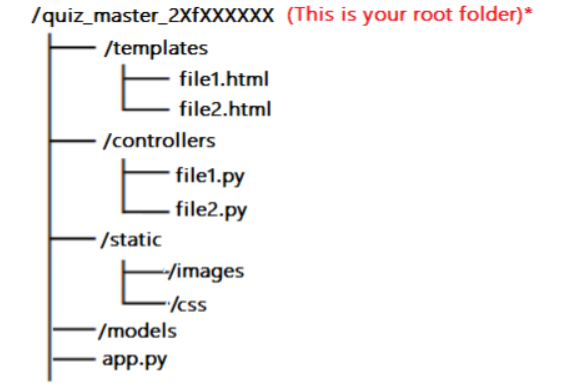 /quiz_master_2XfXXXXXX (This is your root folder)*
/templates
file1.html
file2.html
/controllers
file1.py
file2.py
/static
/images
/css
/models
app.py